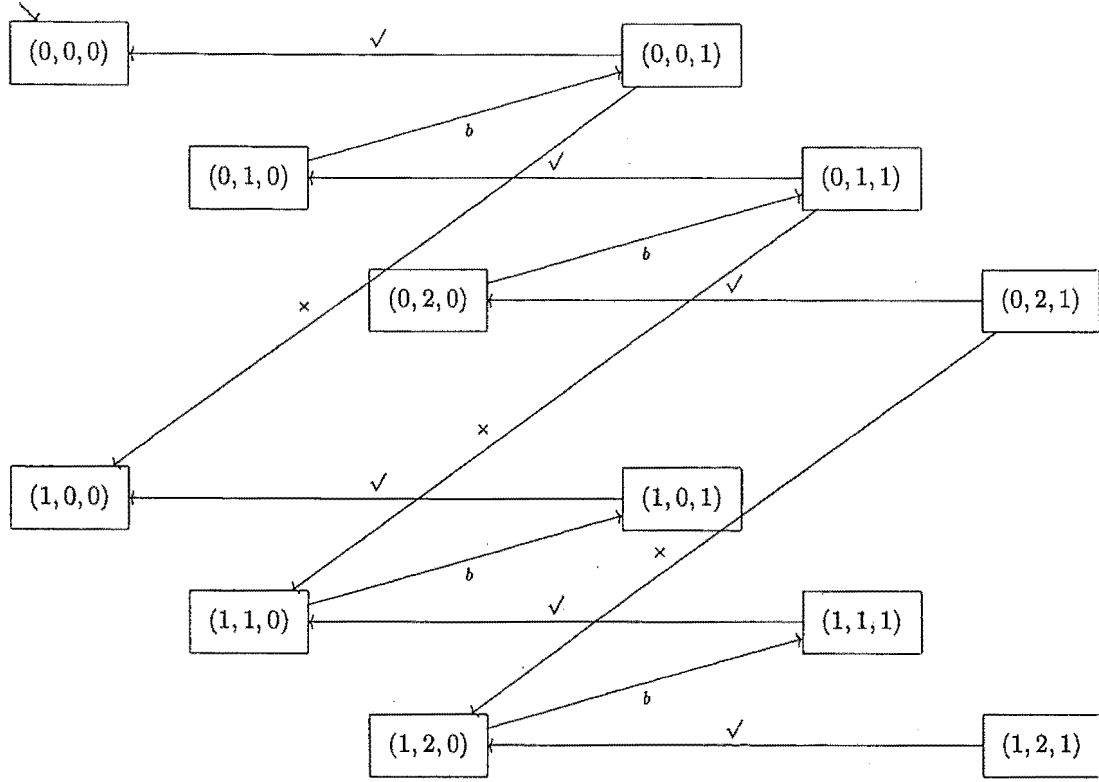 √
(0, 0, 0) (0, 0, 1)
b
√
(0, 1, 0) (0, 1, 1)
b
√
× (0, 2, 0) (0, 2, 1)
×
√
(1, 0, 0) (1, 0, 1)
×
b
√
(1, 1, 0) (1, 1, 1)
b
√
(1, 2, 0) (1, 2, 1)